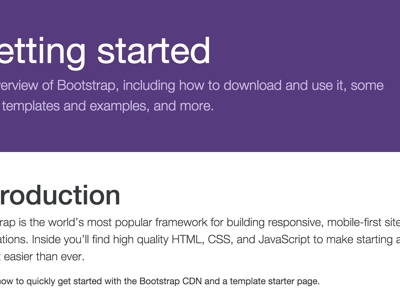 etting started
verview of Bootstrap, including how to download and use it, some
templates and examples, and more.
roduction
rap is the world's most popular framework for building responsive, mobile-first site
ations. Inside you'll find high quality HTML, CSS, and JavaScript to make starting a
t easier than ever.
how to quickly get started with the Bootstrap CDN and a template starter page.